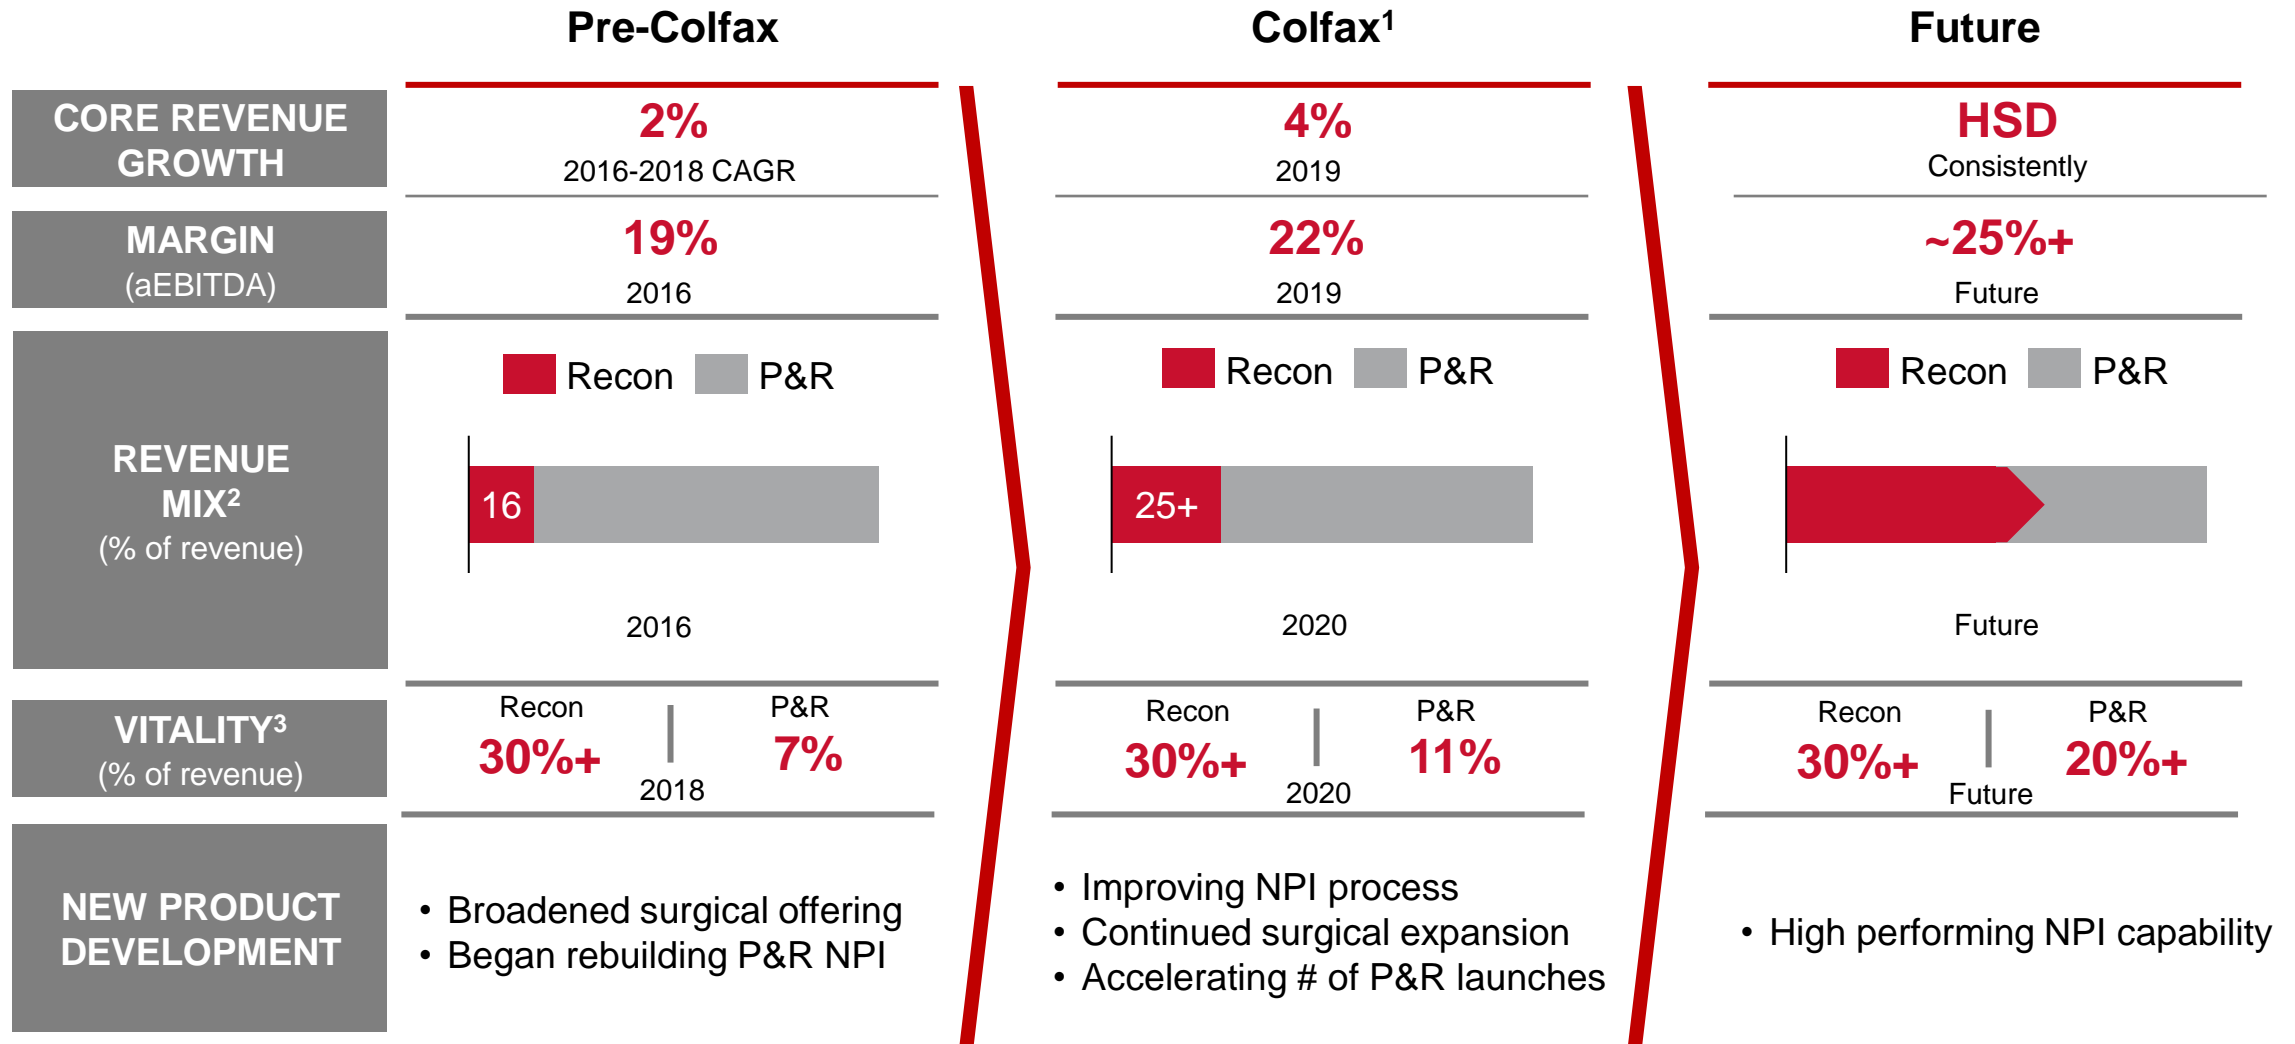 Pre-Colfax
Colfax¹
Future
CORE REVENUE
GROWTH
2%
2016-2018 CAGR
4%
2019
HSD
Consistently
MARGIN
(aEBITDA)
19%
2016
22%
2019
~25%+
Future
REVENUE
MIX²
(% of revenue)
Recon P&R
16
2016
Recon P&R
25+
2020
Recon P&R
Future
VITALITY³
(% of revenue)
Recon P&R
30%+ 7%
2018
Recon P&R
30%+ 11%
2020
Recon P&R
30%+ 20%+
Future
NEW PRODUCT
DEVELOPMENT
• Broadened surgical offering
• Began rebuilding P&R NPI
• Improving NPI process
• Continued surgical expansion
• Accelerating # of P&R launches
• High performing NPI capability